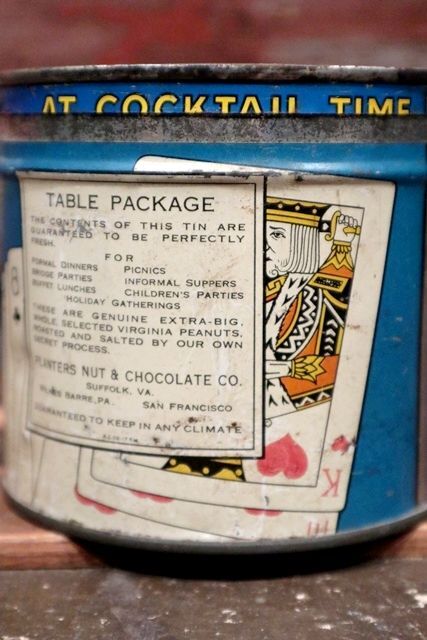 AT COCKTAIL TIME
TABLE PACKAGE
THE CONTENTS OF THIS TIN ARE
GUARANTEED TO BE PERFECTLY
FRESH.
FOR
FORMAL DINNERS PICNICS
BRIDGE PARTIES INFORMAL SUPPERS
BUFFET LUNCHES CHILDREN'S PARTIES
HOLIDAY GATHERINGS
THESE ARE GENUINE EXTRA-BIG,
WHOLE, SELECTED VIRGINIA PEANUTS,
ROASTED AND SALTED BY OUR OWN
SECRET PROCESS.
PLANTERS NUT & CHOCOLATE CO.
SUFFOLK, VA.
WILKES BARRE, PA. SAN FRANCISCO
GUARANTEED TO KEEP IN ANY CLIMATE
K